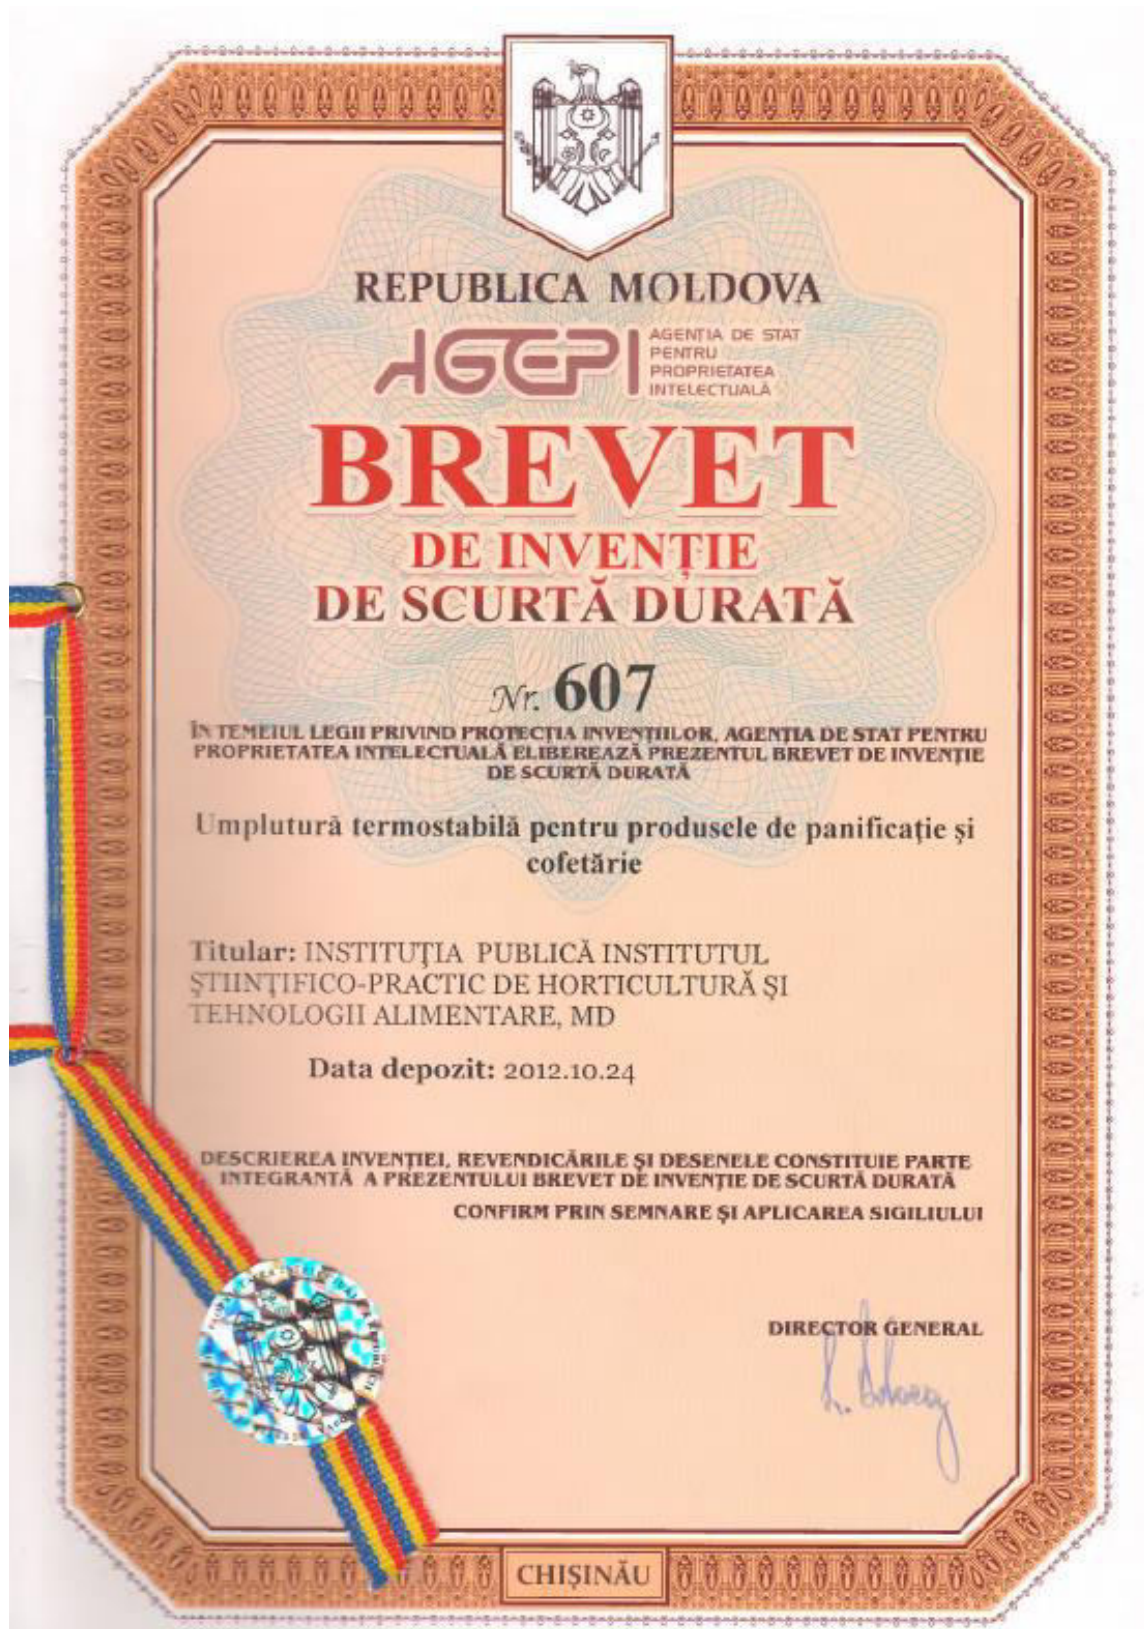 REPUBLICA MOLDOVA
AGEPI
AGENȚIA DE STAT
PENTRU
PROPRIETATEA
INTELECTUALĂ
BREVET
DE INVENȚIE
DE SCURTĂ DURATĂ
Nr. 607
ÎN TEMEIUL LEGII PRIVIND PROTECȚIA INVENȚIILOR, AGENȚIA DE STAT PENTRU
PROPRIETATEA INTELECTUALĂ ELIBEREAZĂ PREZENTUL BREVET DE INVENȚIE
DE SCURTĂ DURATĂ
Umplutură termostabilă pentru produsele de panificație și
cofetărie
Titular: INSTITUȚIA PUBLICĂ INSTITUTUL
ȘTIINȚIFICO-PRACTIC DE HORTICULTURĂ ȘI
TEHNOLOGII ALIMENTARE, MD
Data depozit: 2012.10.24
DESCRIEREA INVENȚIEI, REVENDICĂRILE ȘI DESENELE CONSTITUIE PARTE
INTEGRANTĂ A PREZENTULUI BREVET DE INVENȚIE DE SCURTĂ DURATĂ
CONFIRM PRIN SEMNARE ȘI APLICAREA SIGILIULUI
DIRECTOR GENERAL
CHIȘINĂU